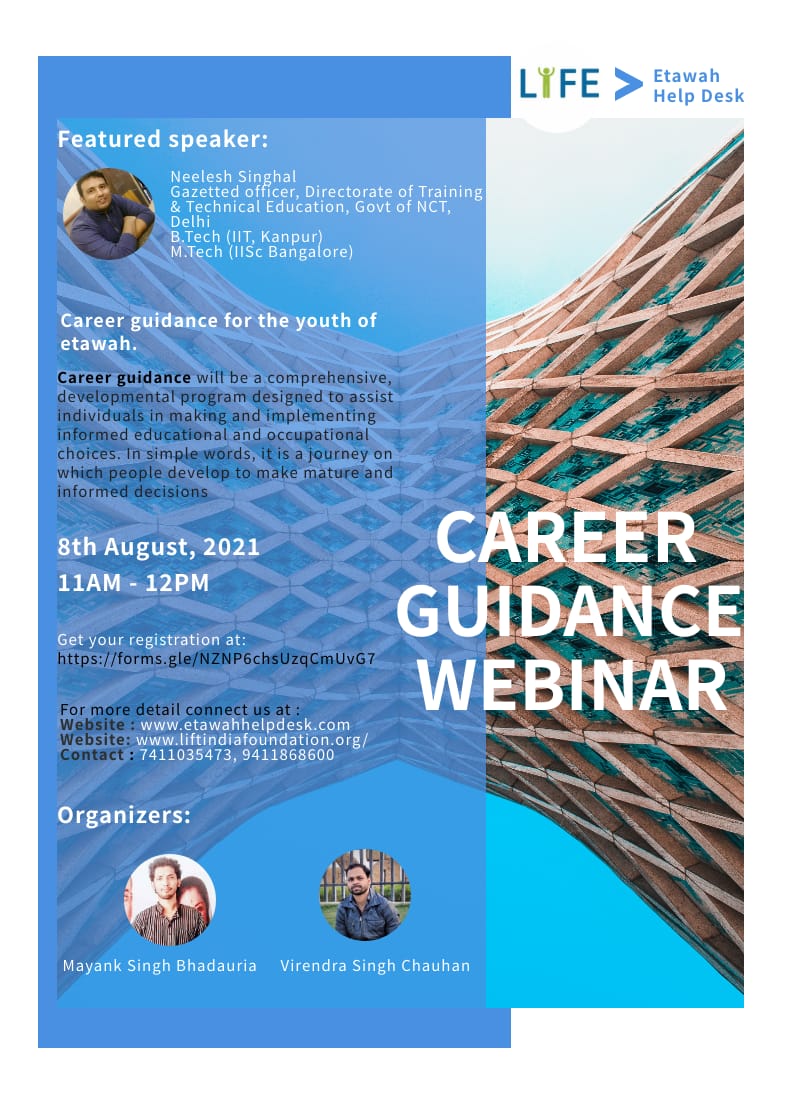 LIFE
Etawah
Help Desk
Featured speaker:
Neelesh Singhal
Gazetted officer, Directorate of Training
& Technical Education, Govt of NCT,
Delhi
B.Tech (IIT, Kanpur)
M.Tech (IISc Bangalore)
Career guidance for the youth of
etawah.
Career guidance will be a comprehensive,
developmental program designed to assist
individuals in making and implementing
informed educational and occupational
choices. In simple words, it is a journey on
which people develop to make mature and
informed decisions
8th August, 2021
11AM - 12PM
CAREER
GUIDANCE
WEBINAR
Get your registration at:
https://forms.gle/NZNP6chsUzqCmUvG7
For more detail connect us at :
Website : www.etawahhelpdesk.com
Website: www.liftindiafoundation.org/
Contact : 7411035473, 9411868600
Organizers:
Mayank Singh Bhadauria
Virendra Singh Chauhan